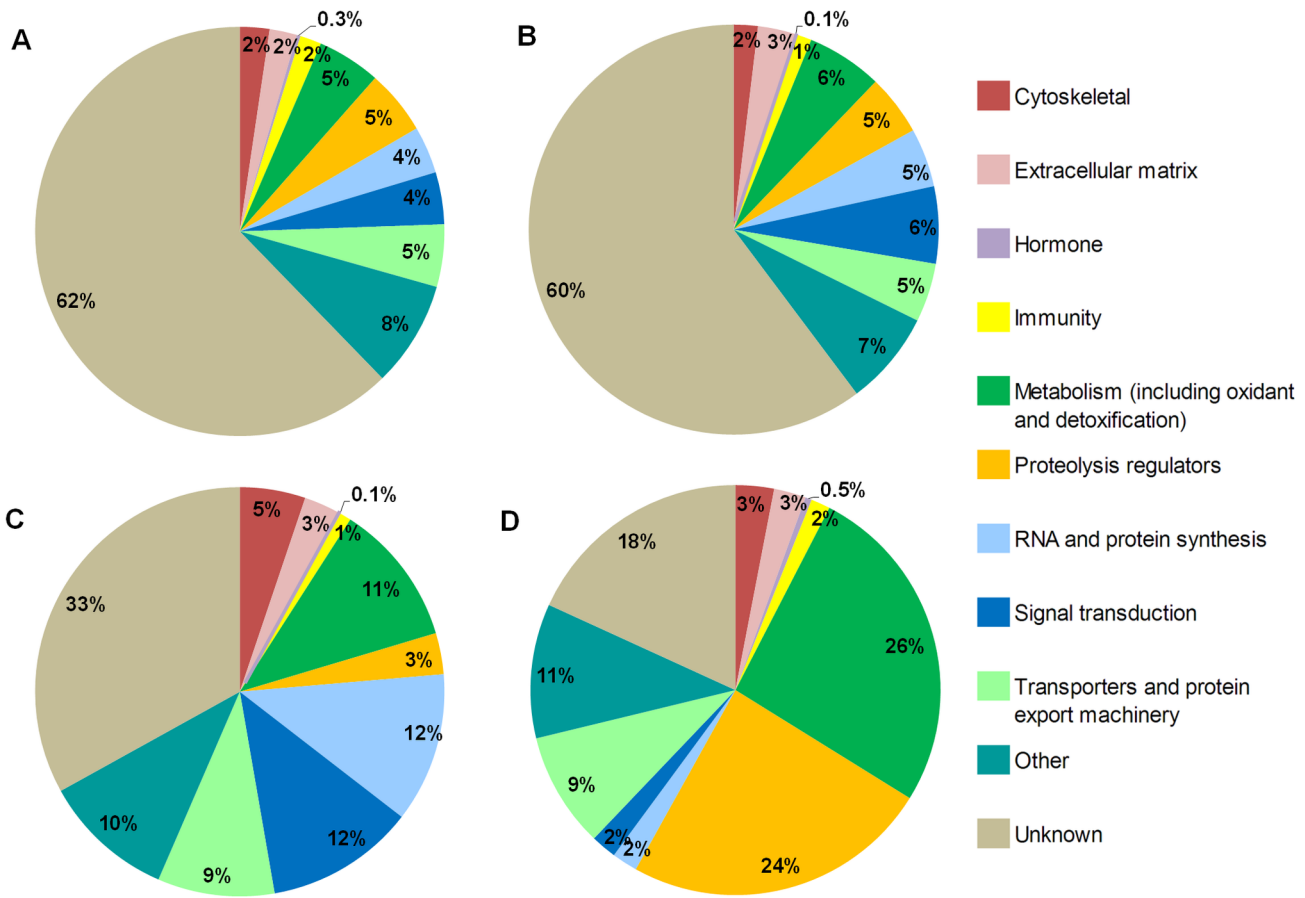 A
0.3%
2%
2%
2%
5%
5%
4%
4%
5%
8%
62%
B
0.1%
2%
3%
1%
6%
5%
5%
6%
5%
7%
60%
C
0.1%
5%
3%
1%
11%
3%
12%
12%
9%
10%
33%
D
0.5%
3%
3%
2%
26%
24%
2%
2%
9%
11%
18%
Cytoskeletal
Extracellular matrix
Hormone
Immunity
Metabolism (including oxidant
and detoxification)
Proteolysis regulators
RNA and protein synthesis
Signal transduction
Transporters and protein
export machinery
Other
Unknown